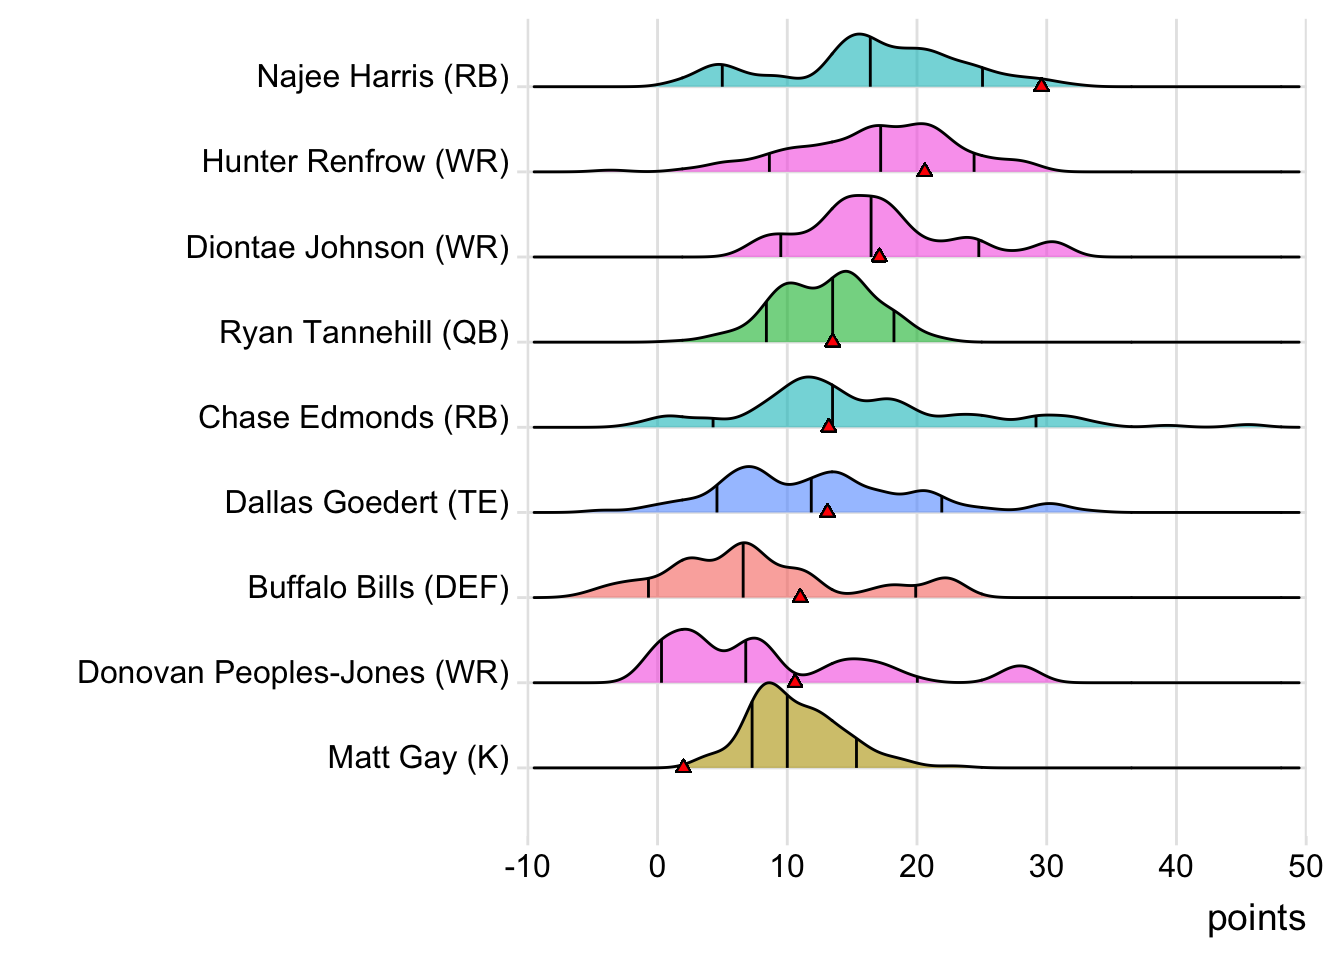 Najee Harris (RB)
Hunter Renfrow (WR)
Diontae Johnson (WR)
Ryan Tannehill (QB)
Chase Edmonds (RB)
Dallas Goedert (TE)
Buffalo Bills (DEF)
Donovan Peoples-Jones (WR)
Matt Gay (K)
-10 0 10 20 30 40 50
points